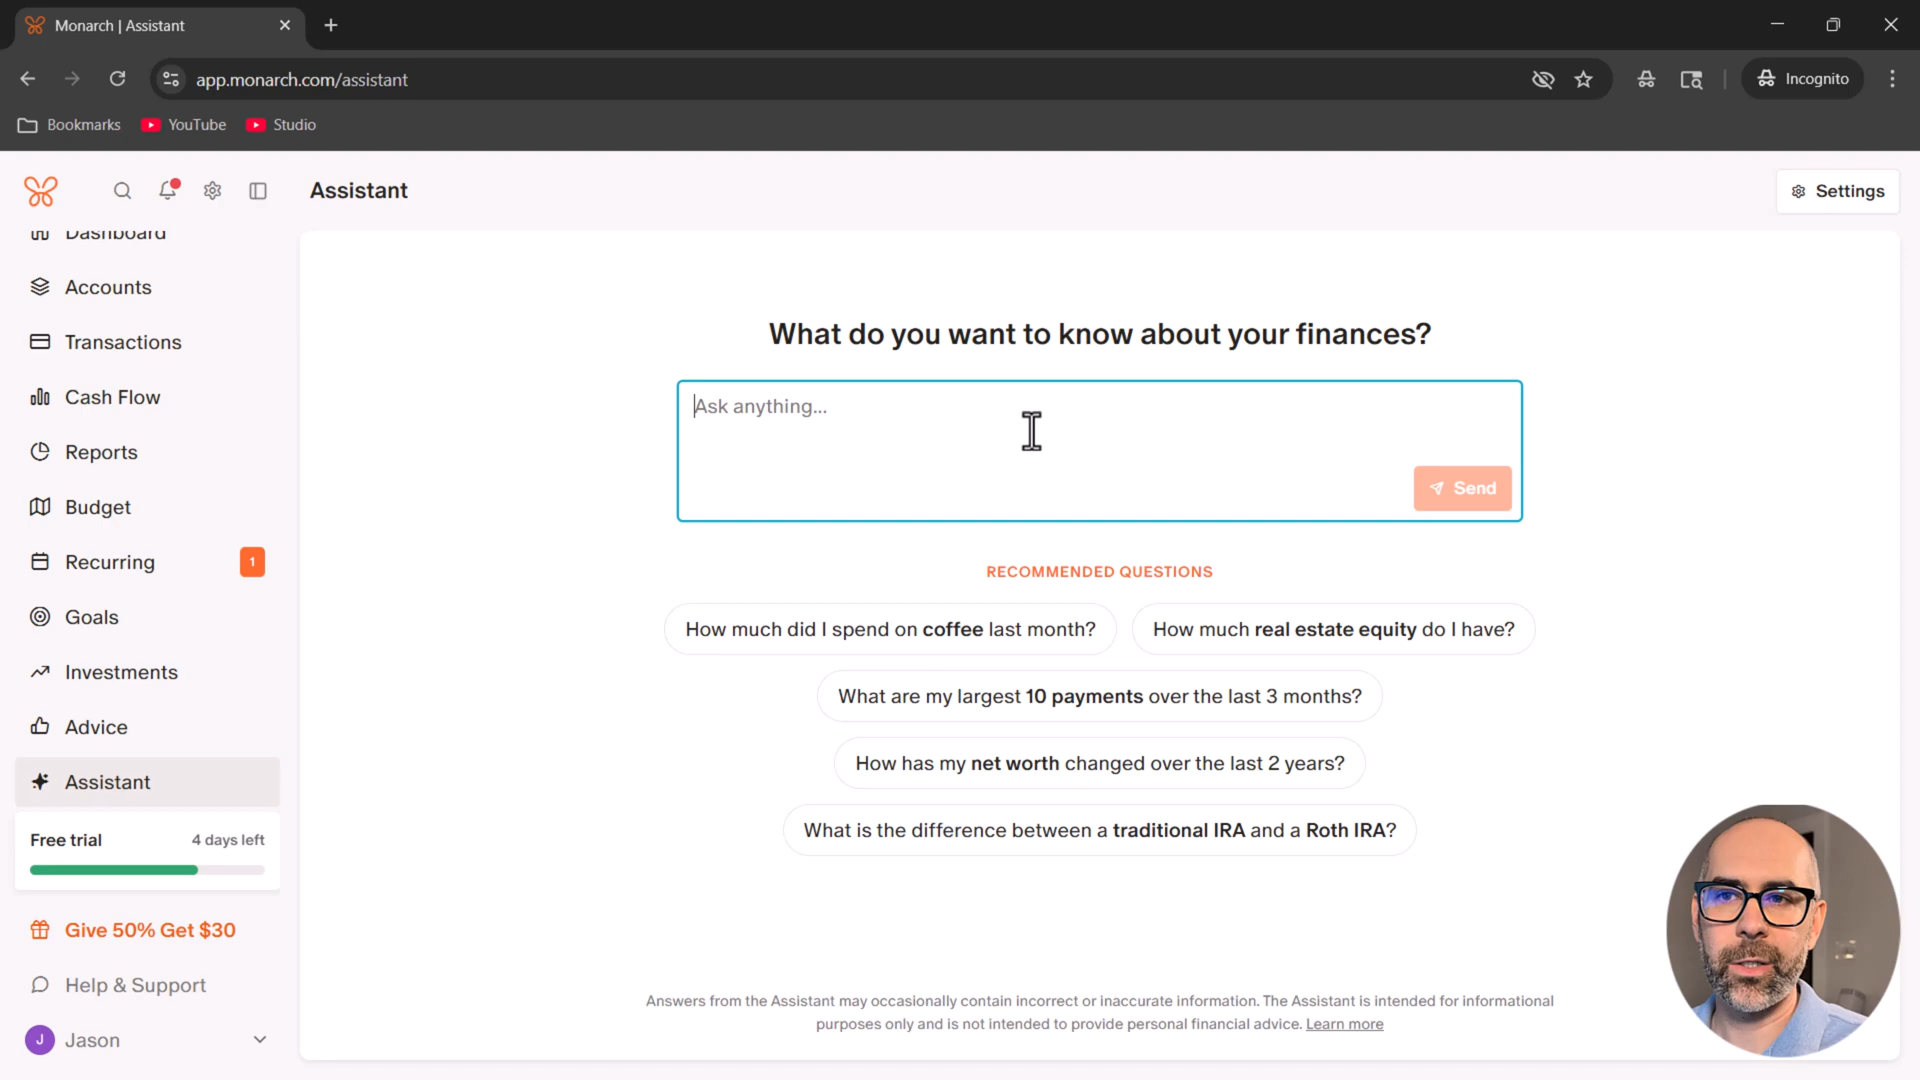 Monarch | Assistant
app.monarch.com/assistant
Incognito
Bookmarks
YouTube
Studio
Assistant
Settings
Dashboard
Accounts
Transactions
Cash Flow
Reports
Budget
Recurring
1
Goals
Investments
Advice
Assistant
Free trial
4 days left
Give 50% Get $30
Help & Support
J
Jason
What do you want to know about your finances?
Ask anything...
Send
RECOMMENDED QUESTIONS
How much did I spend on coffee last month?
How much real estate equity do I have?
What are my largest 10 payments over the last 3 months?
How has my net worth changed over the last 2 years?
What is the difference between a traditional IRA and a Roth IRA?
Answers from the Assistant may occasionally contain incorrect or inaccurate information. The Assistant is intended for informational
purposes only and is not intended to provide personal financial advice. Learn more